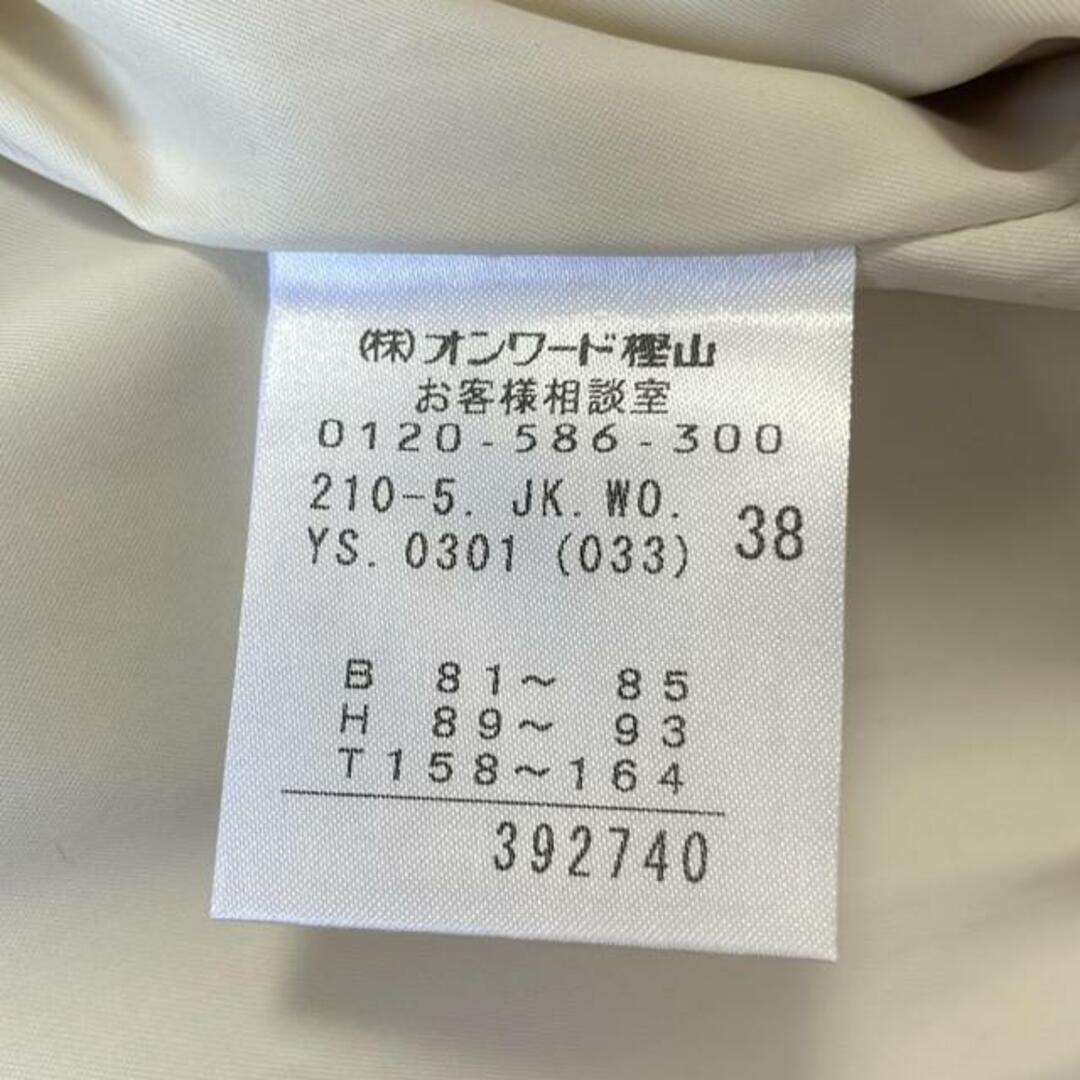 (株)オンワード樫山
お客様相談室
0120-586-300
210-5. JK. WO.
YS. 0301 (033) 38
B 81~ 85
H 89~ 93
T158~164
392740